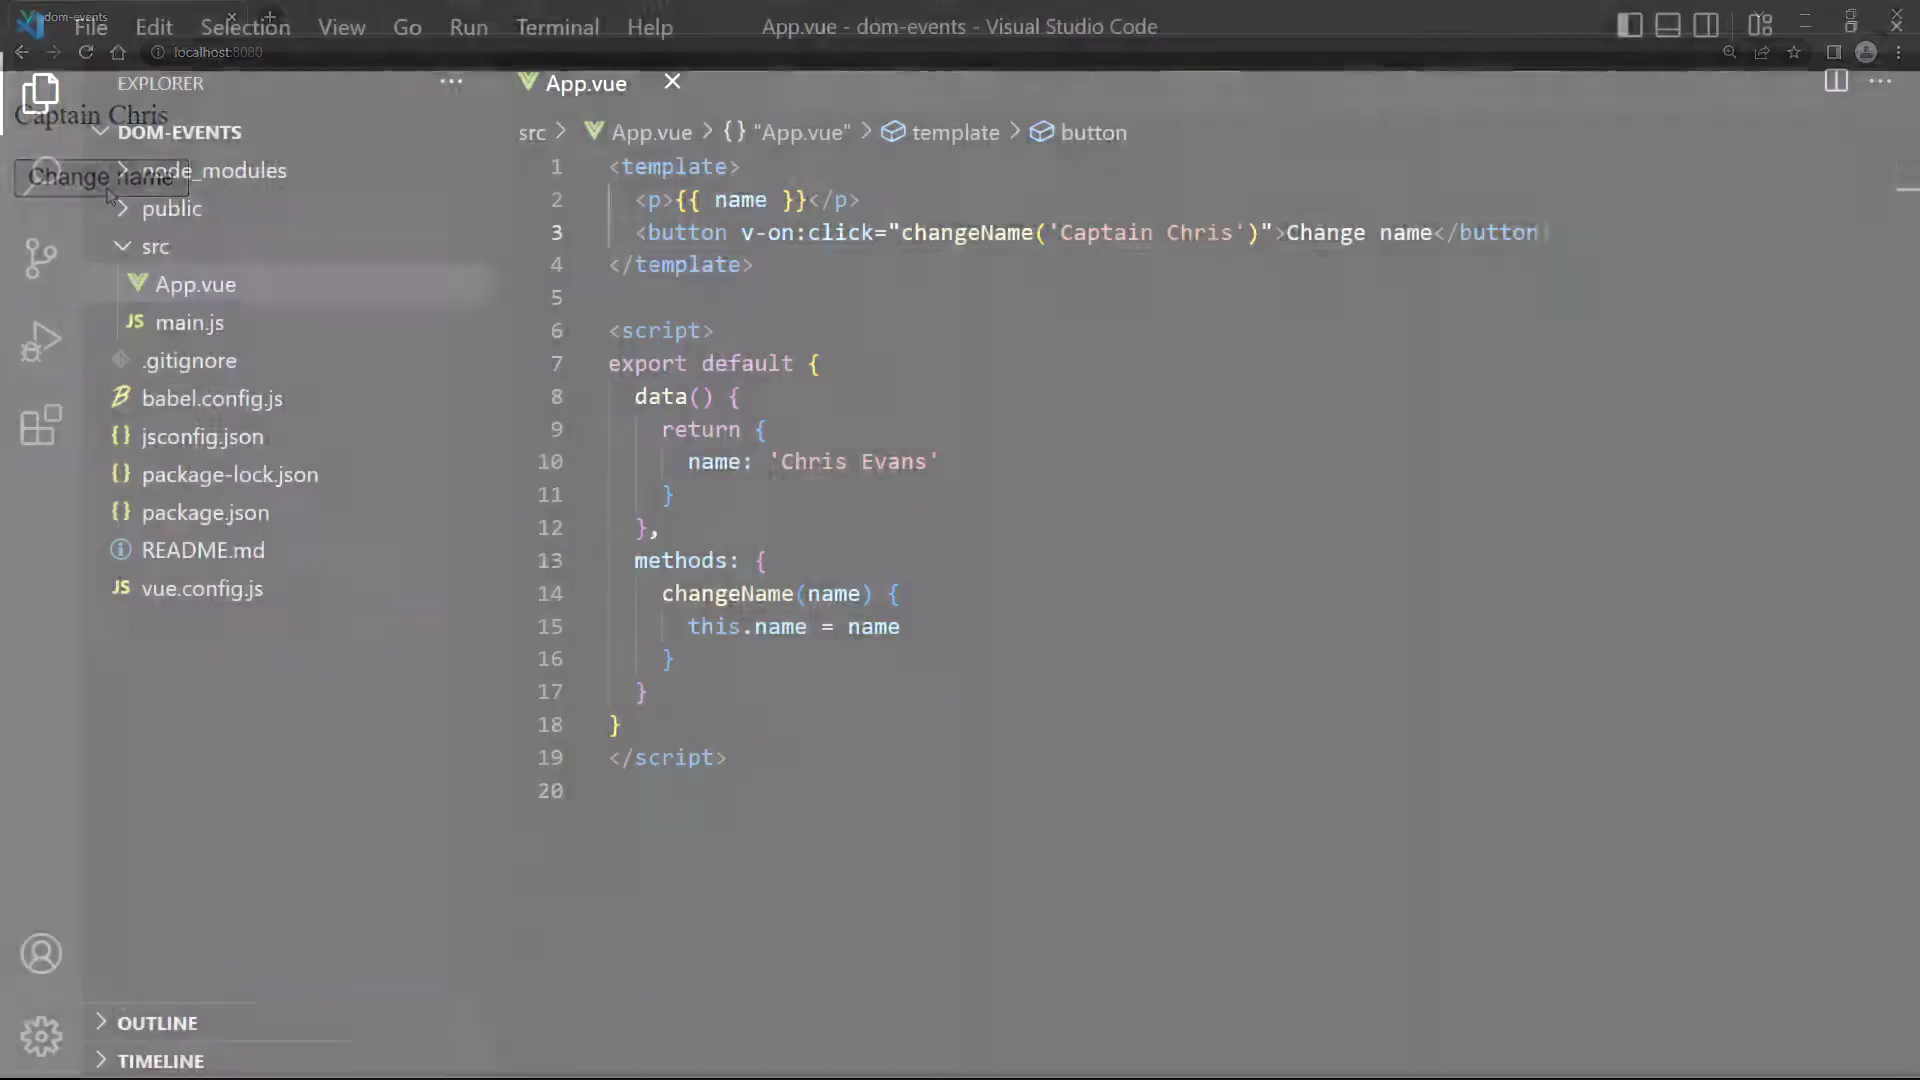 dom-events
File Edit Selection View Go Run Terminal Help
App.vue - dom-events - Visual Studio Code
localhost:8080
EXPLORER
Captain Chris
DOM-EVENTS
Change name
node_modules
public
src
App.vue
JS main.js
.gitignore
babel.config.js
{} jsconfig.json
{} package-lock.json
{} package.json
README.md
JS vue.config.js
OUTLINE
TIMELINE
App.vue
src > App.vue > {} "App.vue" > template > button
1 <template>
2 <p>{{ name }}</p>
3 <button v-on:click="changeName('Captain Chris')">Change name</button
4 </template>
5
6 <script>
7 export default {
8 data() {
9 return {
10 name: 'Chris Evans'
11 }
12 },
13 methods: {
14 changeName(name) {
15 this.name = name
16 }
17 }
18 }
19 </script>
20